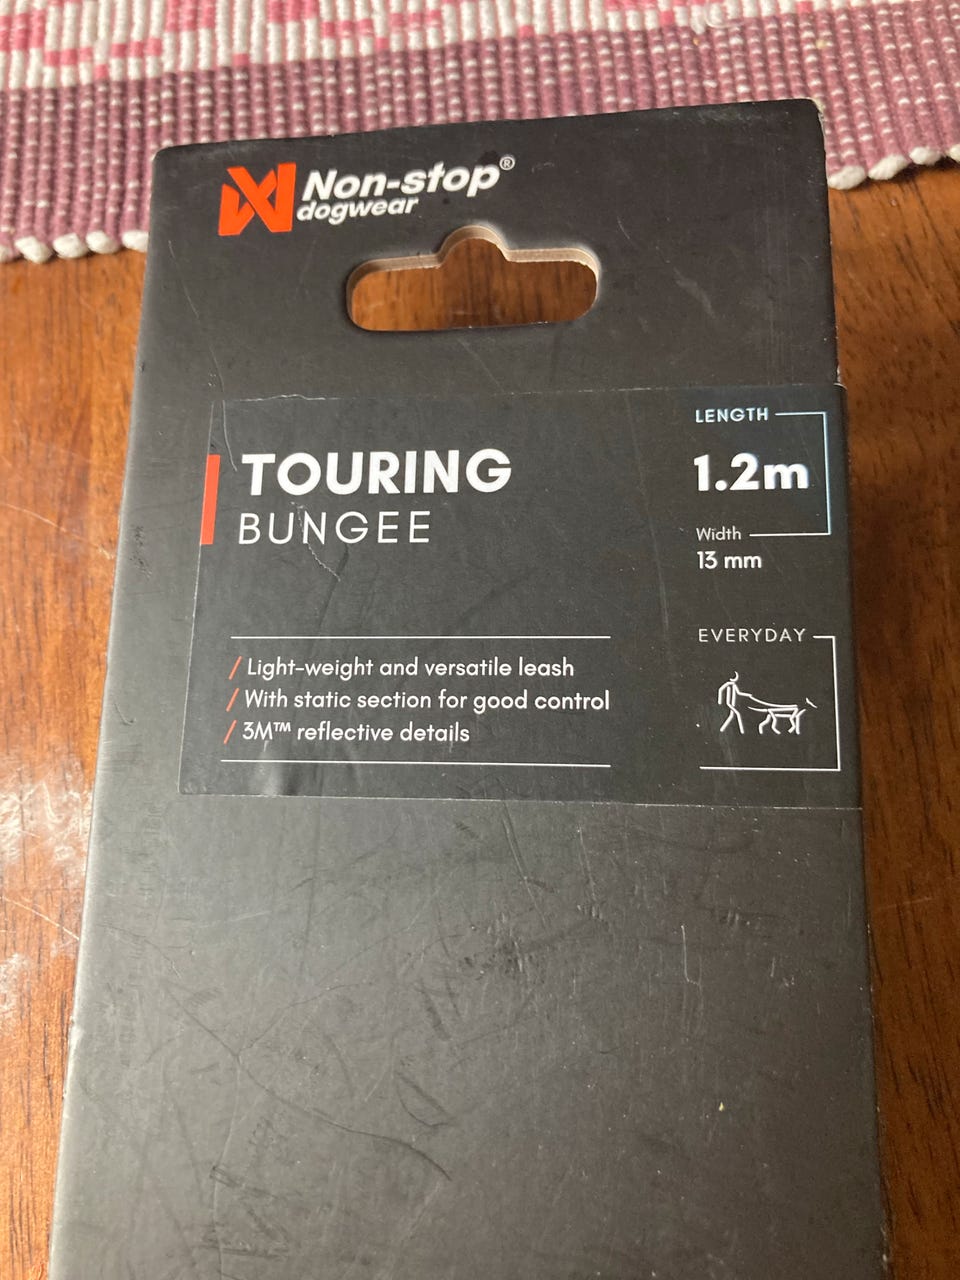 Non-stop®
dogwear
TOURING
BUNGEE
/ Light-weight and versatile leash
/ With static section for good control
/ 3M™ reflective details
LENGTH
1.2m
Width
13 mm
EVERYDAY